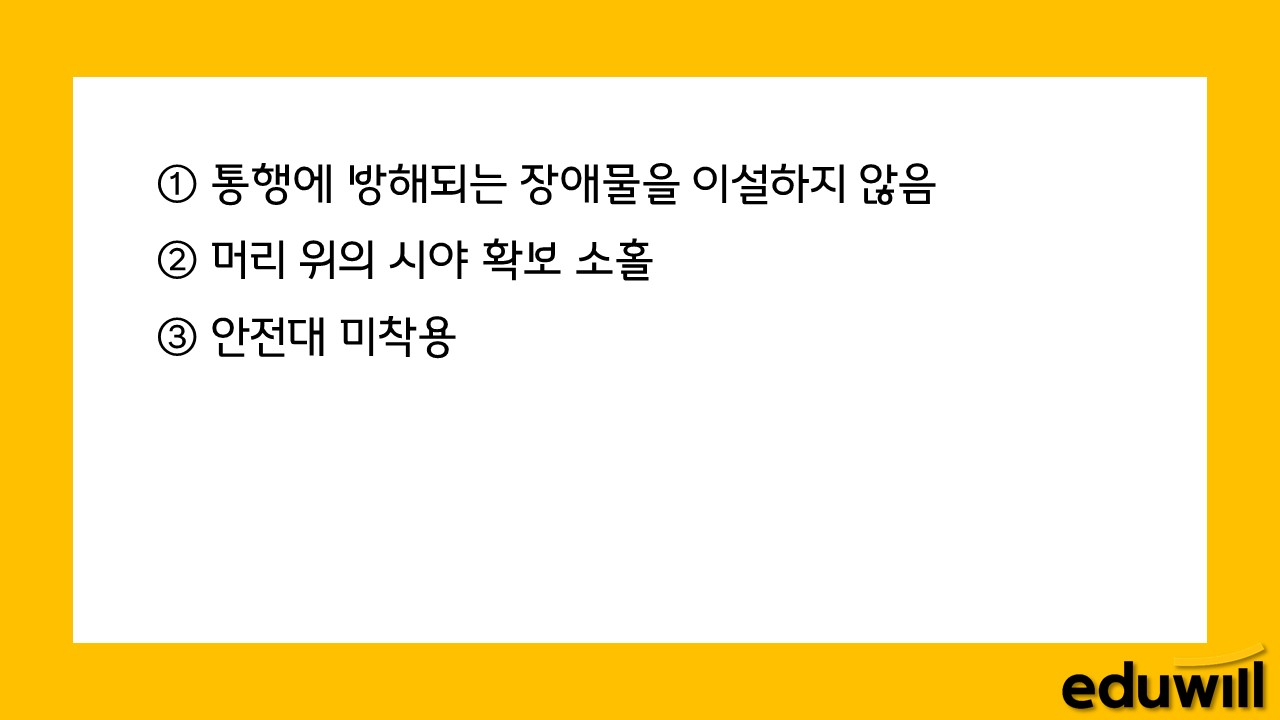 ① 통행에 방해되는 장애물을 이설하지 않음
② 머리 위의 시야 확보 소홀
③ 안전대 미착용
eduwill